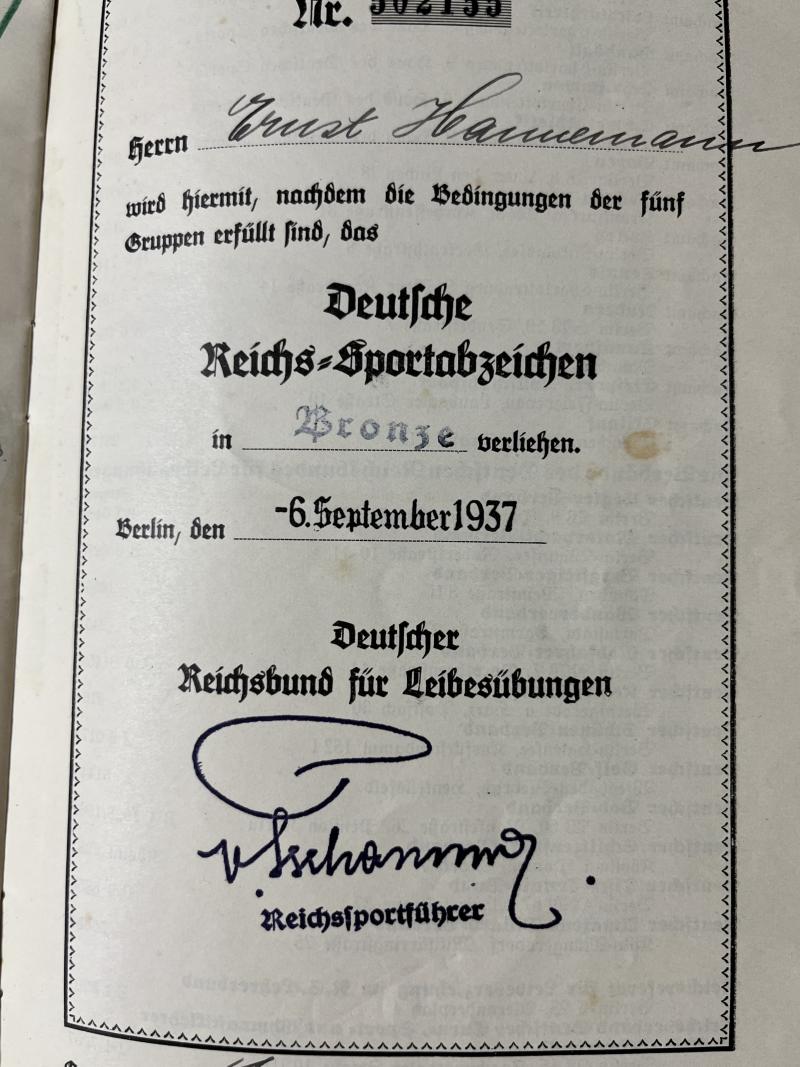 Nr. 502155
Herrn Ernst Hannemann
wird hiermit, nachdem die Bedingungen der fünf
Gruppen erfüllt sind, das
Deutsche
Reichs-Sportabzeichen
in Bronze verliehen.
Berlin, den -6. September 1937
Deutscher
Reichsbund für Leibesübungen
v. Tschammer
Reichssportführer